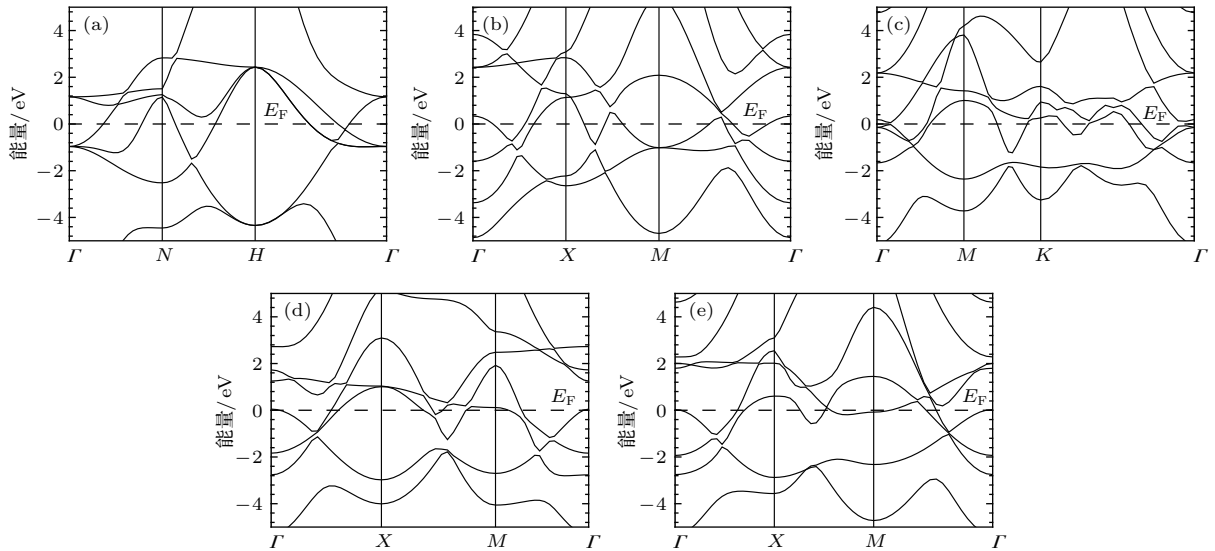 (a) (b) (c)
4 4 4
2 2 2
E_F E_F E_F
能量/eV 0 能量/eV 0 能量/eV 0
−2 −2 −2
−4 −4 −4
Γ N H Γ Γ X M Γ Γ M K Γ
(d) (e)
4 4
2 2
E_F E_F
能量/eV 0 能量/eV 0
−2 −2
−4 −4
Γ X M Γ Γ X M Γ